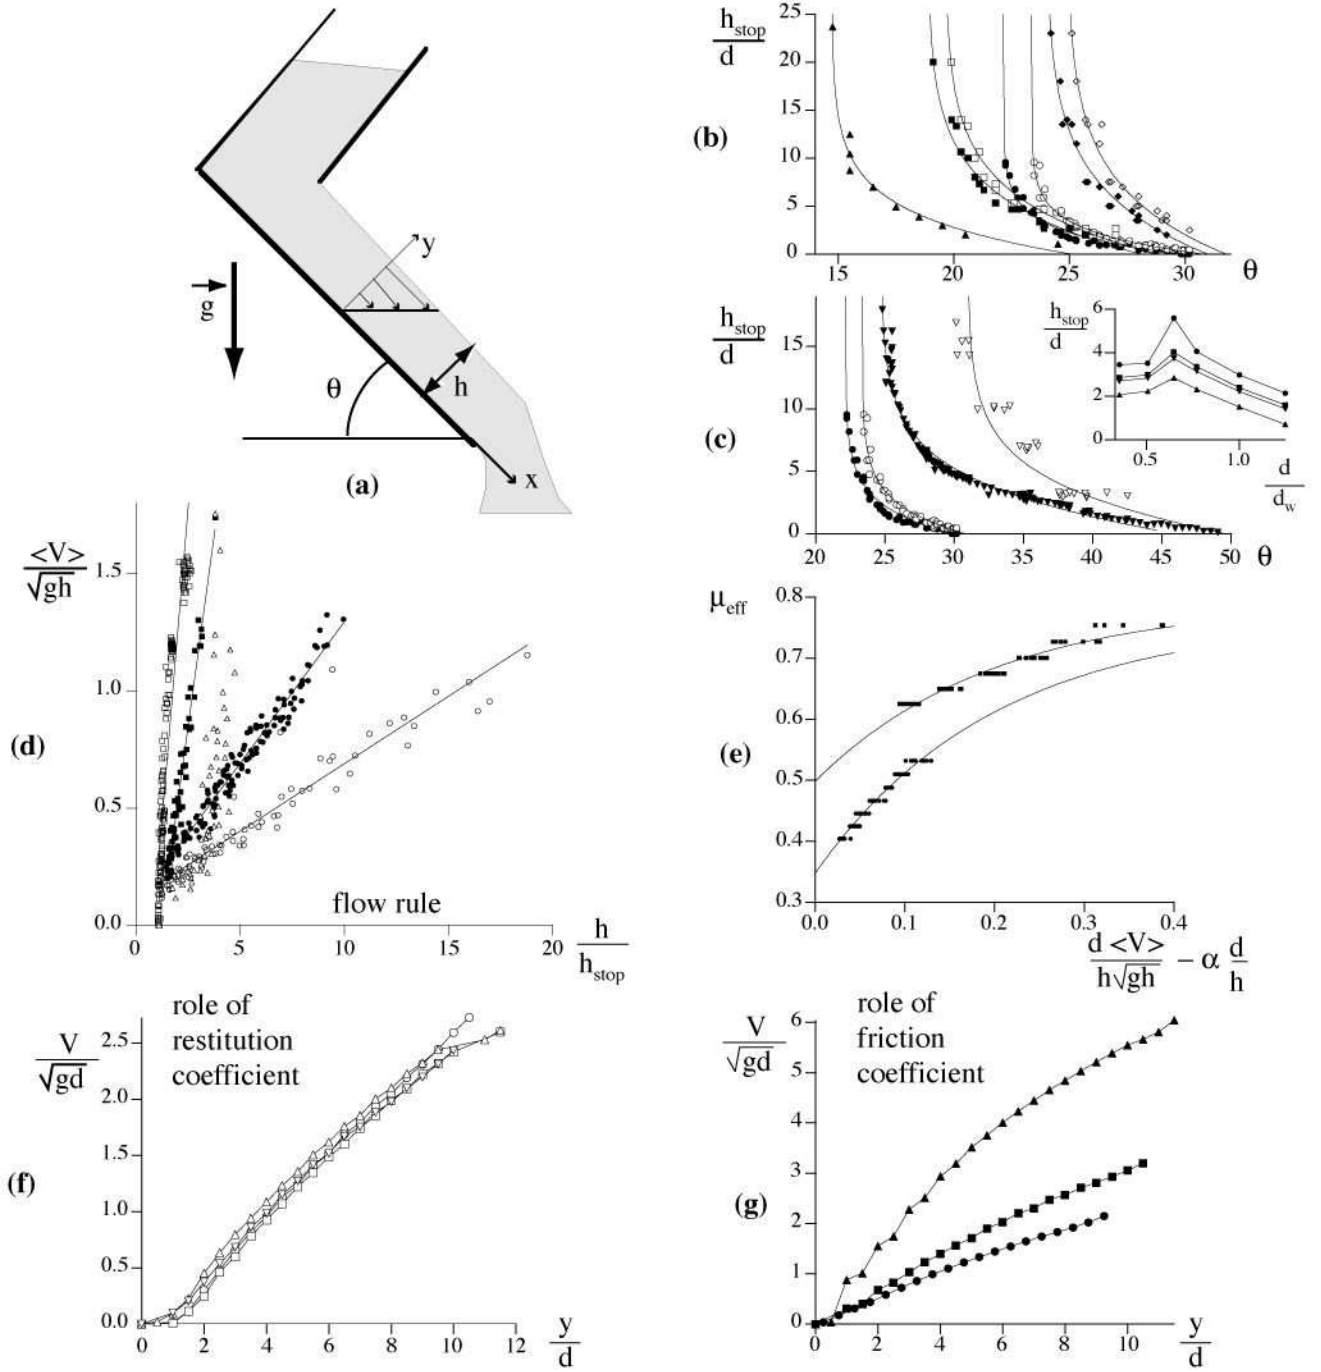 y
g
θ
h
x
(a)
h_stop
d
25
20
15
10
5
0
15
20
25
30
θ
(b)
h_stop
d
15
10
5
0
20
25
30
35
40
45
50
θ
(c)
h_stop
d
6
4
2
0
0.5
1.0
d
d_w
<V>
√gh
1.5
1.0
0.5
0.0
0
5
10
15
20
flow rule
h
h_stop
(d)
μ_eff
0.8
0.7
0.6
0.5
0.4
0.3
0.0
0.1
0.2
0.3
0.4
d <V>
h√gh
− α
d
h
(e)
role of
restitution
coefficient
V
√gd
2.5
2.0
1.5
1.0
0.5
0.0
0
2
4
6
8
10
12
y
d
(f)
role of
friction
coefficient
V
√gd
6
5
4
3
2
1
0
0
2
4
6
8
10
y
d
(g)